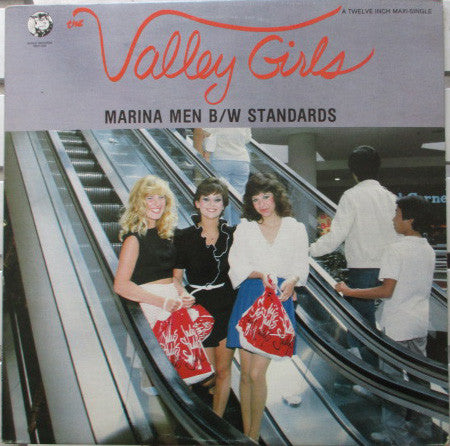 A TWELVE INCH MAXI-SINGLE
the
Valley Girls
MARINA MEN B/W STANDARDS